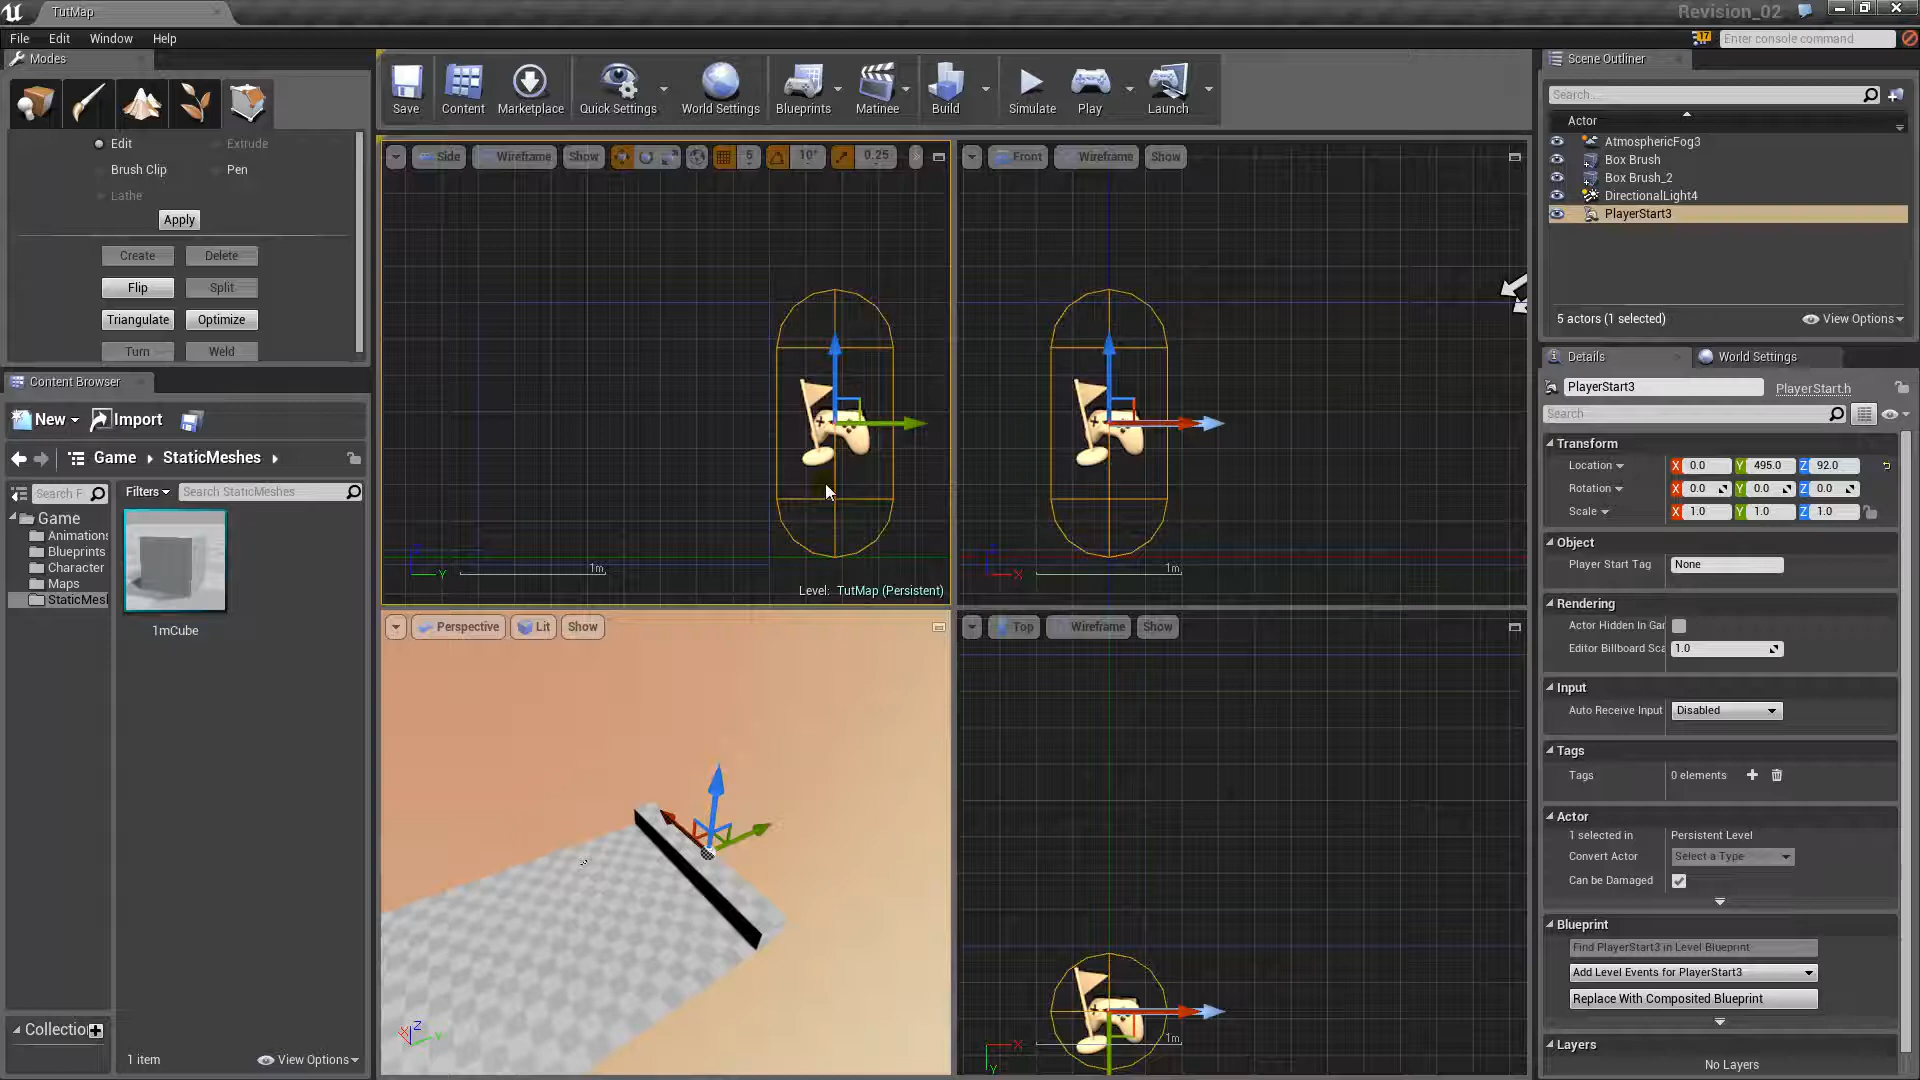 TutMap
Revision_02
File Edit Window Help
Enter console command
Modes
Edit Extrude
Brush Clip Pen
Lathe
Apply
Create Delete
Flip Split
Triangulate Optimize
Turn Weld
Save Content Marketplace Quick Settings World Settings Blueprints Matinee Build Simulate Play Launch
Side Wireframe Show 5 10° 0.25
Front Wireframe Show
1m
Level: TutMap (Persistent)
1m
Perspective Lit Show
Top Wireframe Show
1m
Content Browser
New Import
Game StaticMeshes
Search F
Filters Search StaticMeshes
Game
Animations
Blueprints
Character
Maps
StaticMesh
1mCube
Collection
1 item View Options
Scene Outliner
Search...
Actor
AtmosphericFog3
Box Brush
Box Brush_2
DirectionalLight4
PlayerStart3
5 actors (1 selected) View Options
Details World Settings
PlayerStart3 PlayerStart.h
Search
Transform
Location X 0.0 Y 495.0 Z 92.0
Rotation X 0.0 Y 0.0 Z 0.0
Scale X 1.0 Y 1.0 Z 1.0
Object
Player Start Tag None
Rendering
Actor Hidden In Gar
Editor Billboard Sca 1.0
Input
Auto Receive Input Disabled
Tags
Tags 0 elements
Actor
1 selected in Persistent Level
Convert Actor Select a Type
Can be Damaged
Blueprint
Find PlayerStart3 in Level Blueprint
Add Level Events for PlayerStart3
Replace With Composited Blueprint
Layers
No Layers